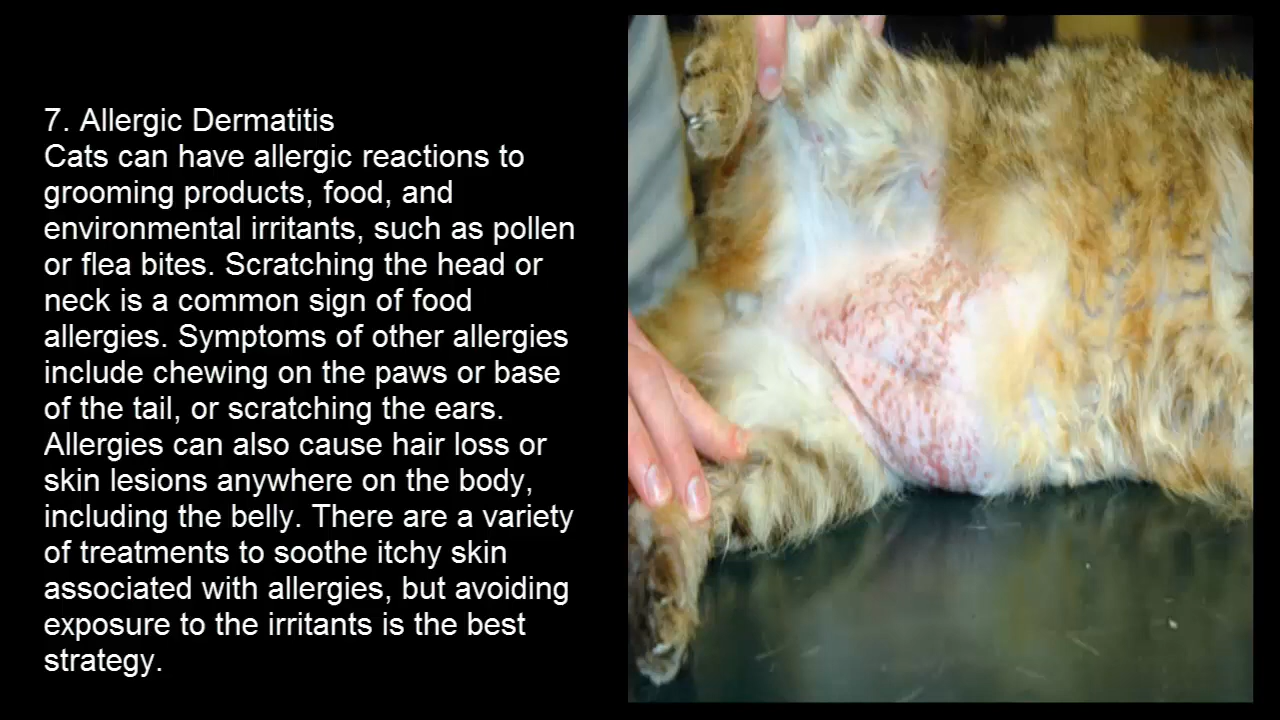 7. Allergic Dermatitis
Cats can have allergic reactions to
grooming products, food, and
environmental irritants, such as pollen
or flea bites. Scratching the head or
neck is a common sign of food
allergies. Symptoms of other allergies
include chewing on the paws or base
of the tail, or scratching the ears.
Allergies can also cause hair loss or
skin lesions anywhere on the body,
including the belly. There are a variety
of treatments to soothe itchy skin
associated with allergies, but avoiding
exposure to the irritants is the best
strategy.